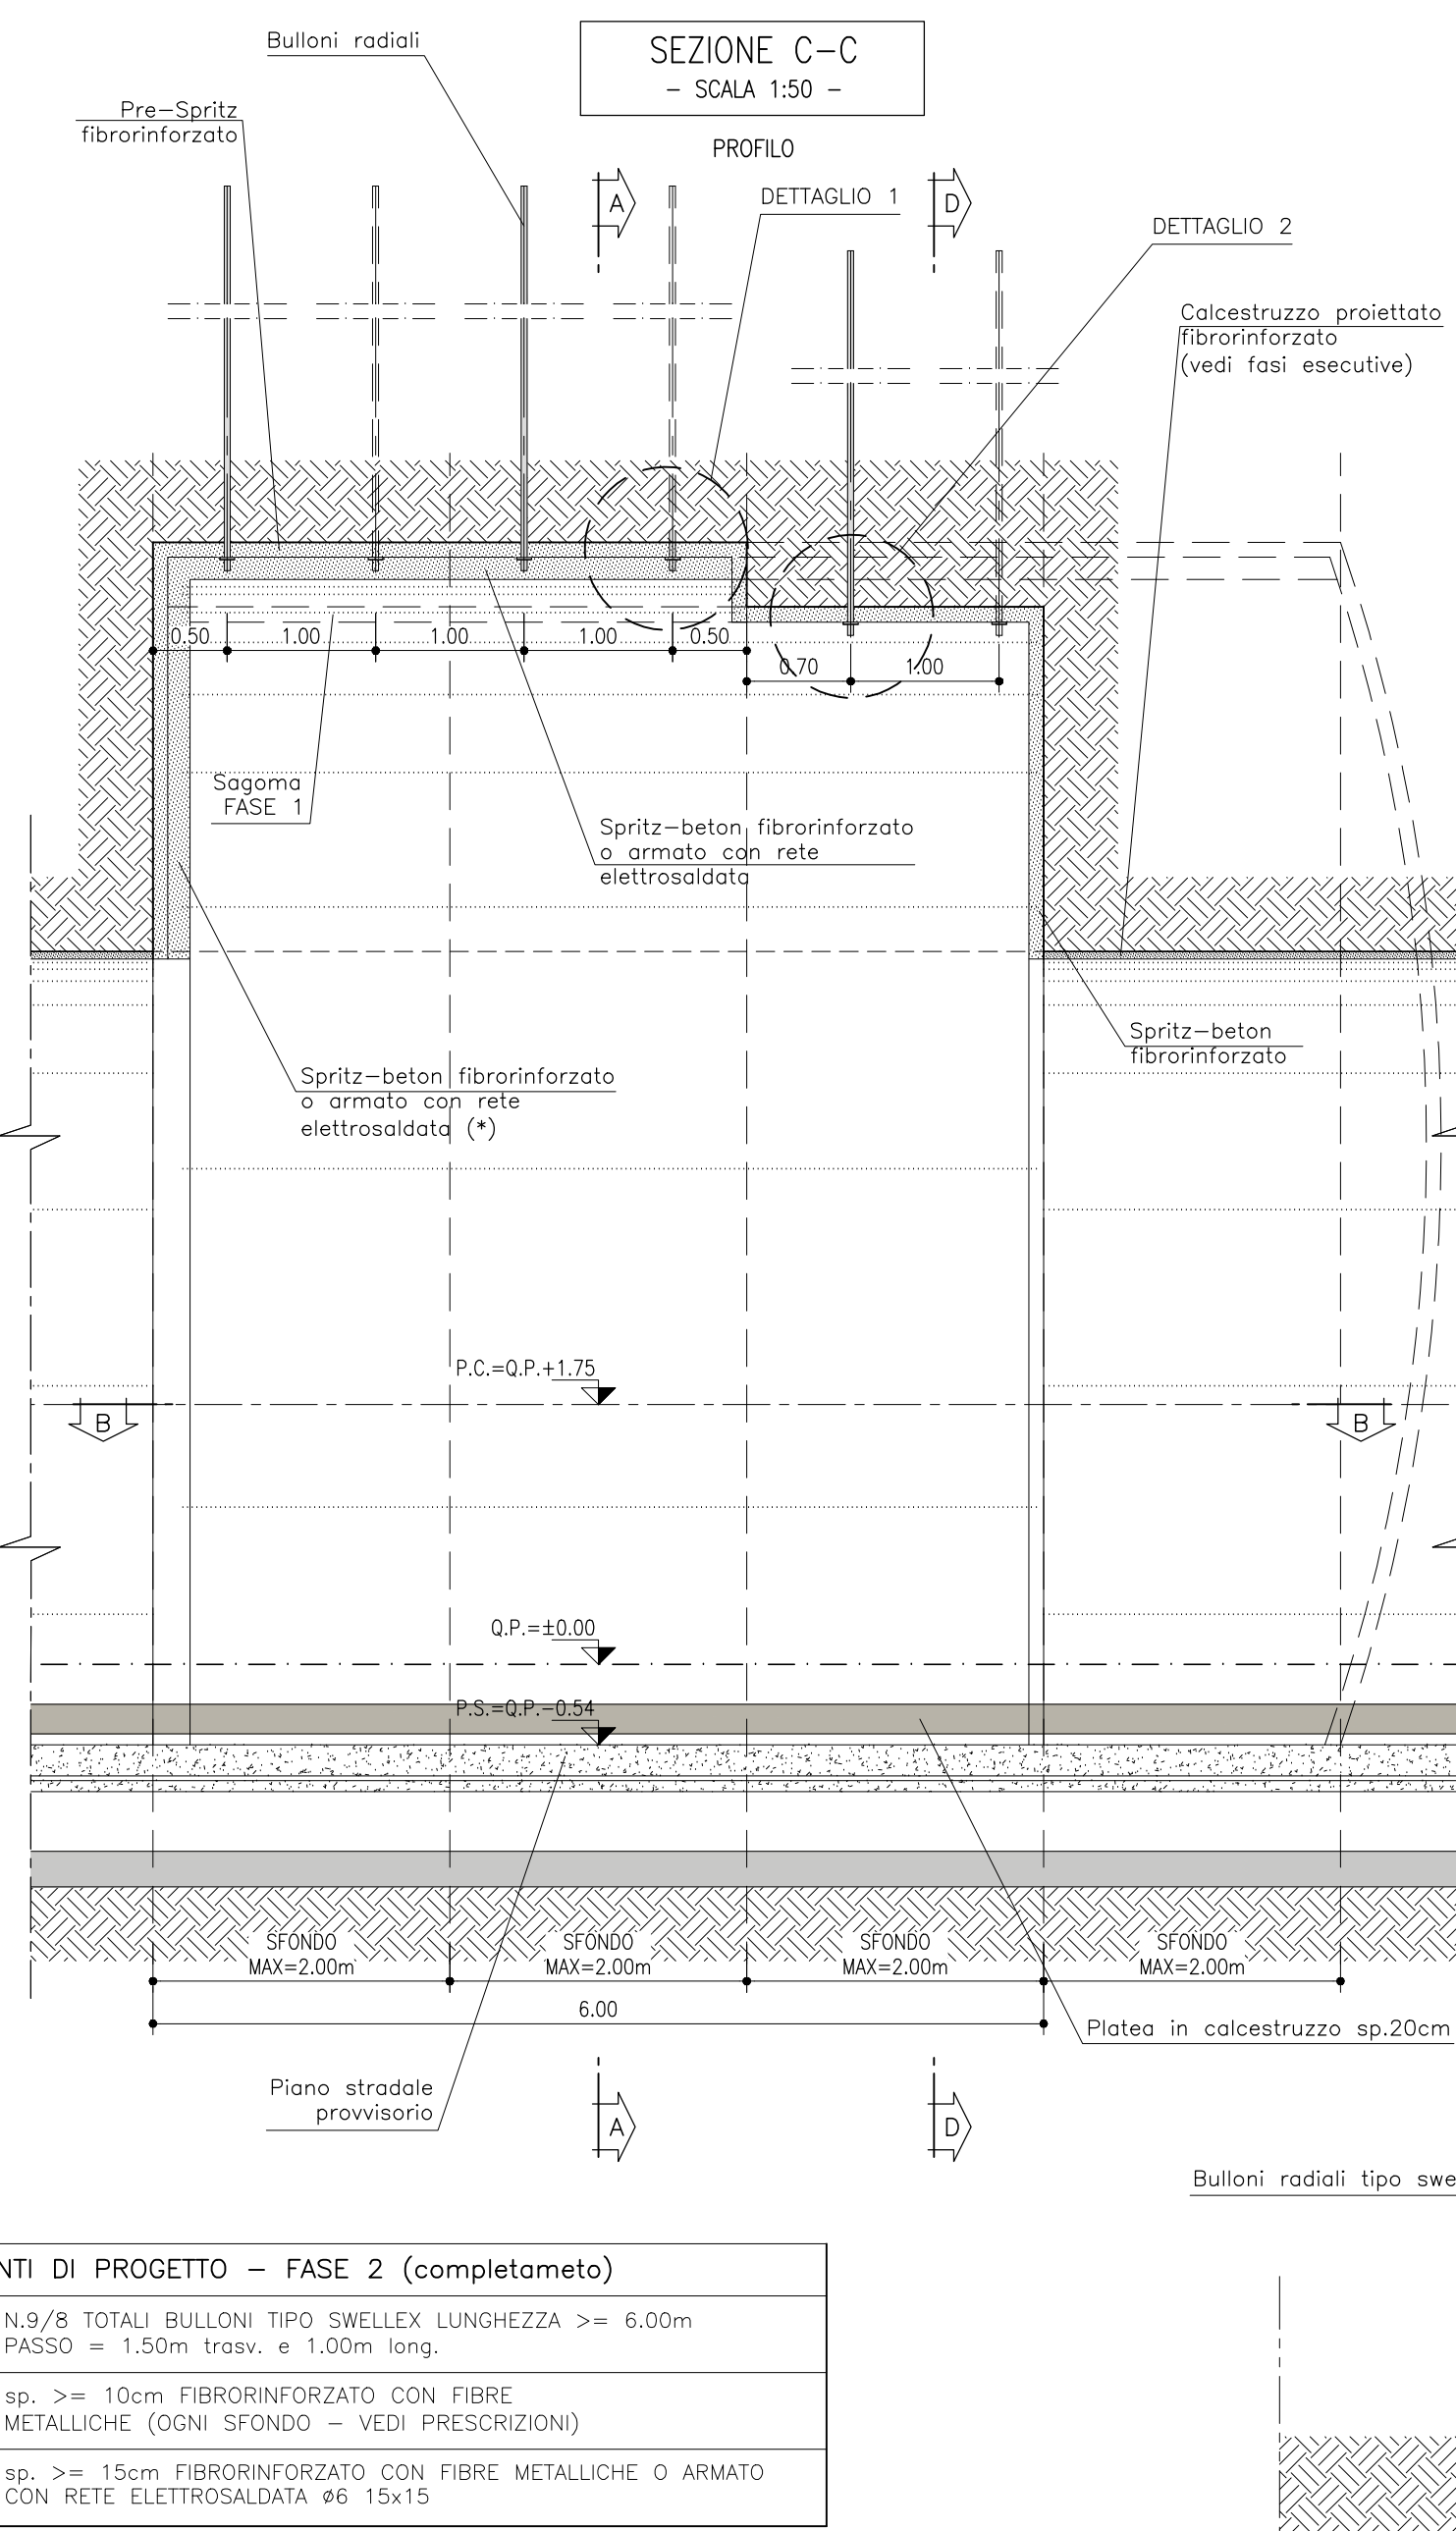 SEZIONE C-C
- SCALA 1:50 -
PROFILO
Bulloni radiali
Pre-Spritz
fibrorinforzato
A
D
DETTAGLIO 1
DETTAGLIO 2
Calcestruzzo proiettato
fibrorinforzato
(vedi fasi esecutive)
0.50
1.00
1.00
1.00
0.50
0.70
1.00
Sagoma
FASE 1
Spritz-beton fibrorinforzato
o armato con rete
elettrosaldata
Spritz-beton
fibrorinforzato
Spritz-beton fibrorinforzato
o armato con rete
elettrosaldata (*)
P.C.=Q.P.+1.75
B
B
Q.P.=±0.00
P.S.=Q.P.-0.54
SFONDO
MAX=2.00m
SFONDO
MAX=2.00m
SFONDO
MAX=2.00m
SFONDO
MAX=2.00m
6.00
Platea in calcestruzzo sp.20cm
Piano stradale
provvisorio
A
D
Bulloni radiali tipo swe
NTI DI PROGETTO - FASE 2 (completameto)
N.9/8 TOTALI BULLONI TIPO SWELLEX LUNGHEZZA >= 6.00m
PASSO = 1.50m trasv. e 1.00m long.
sp. >= 10cm FIBRORINFORZATO CON FIBRE
METALLICHE (OGNI SFONDO - VEDI PRESCRIZIONI)
sp. >= 15cm FIBRORINFORZATO CON FIBRE METALLICHE O ARMATO
CON RETE ELETTROSALDATA ø6 15x15